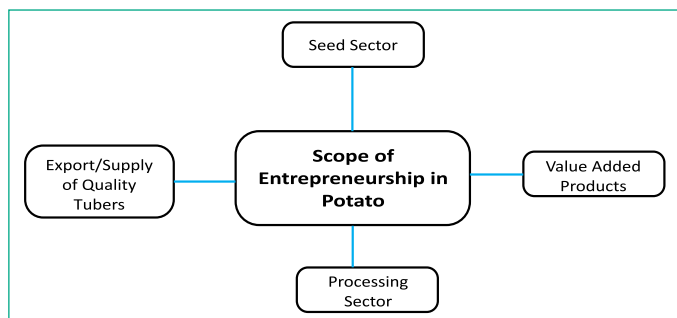 Seed Sector
Export/Supply
of Quality
Tubers
Scope of
Entrepreneurship in
Potato
Value Added
Products
Processing
Sector